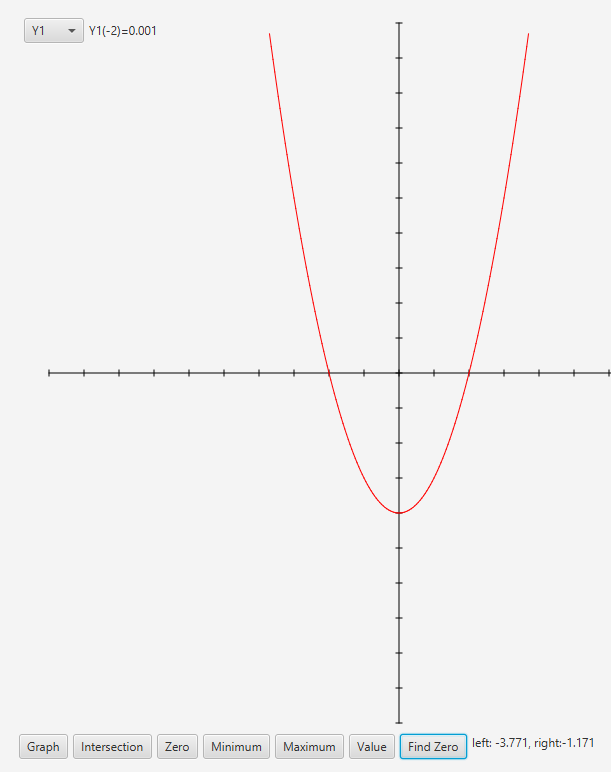 Y1 Y1(-2)=0.001
Graph Intersection Zero Minimum Maximum Value Find Zero left: -3.771, right:-1.171